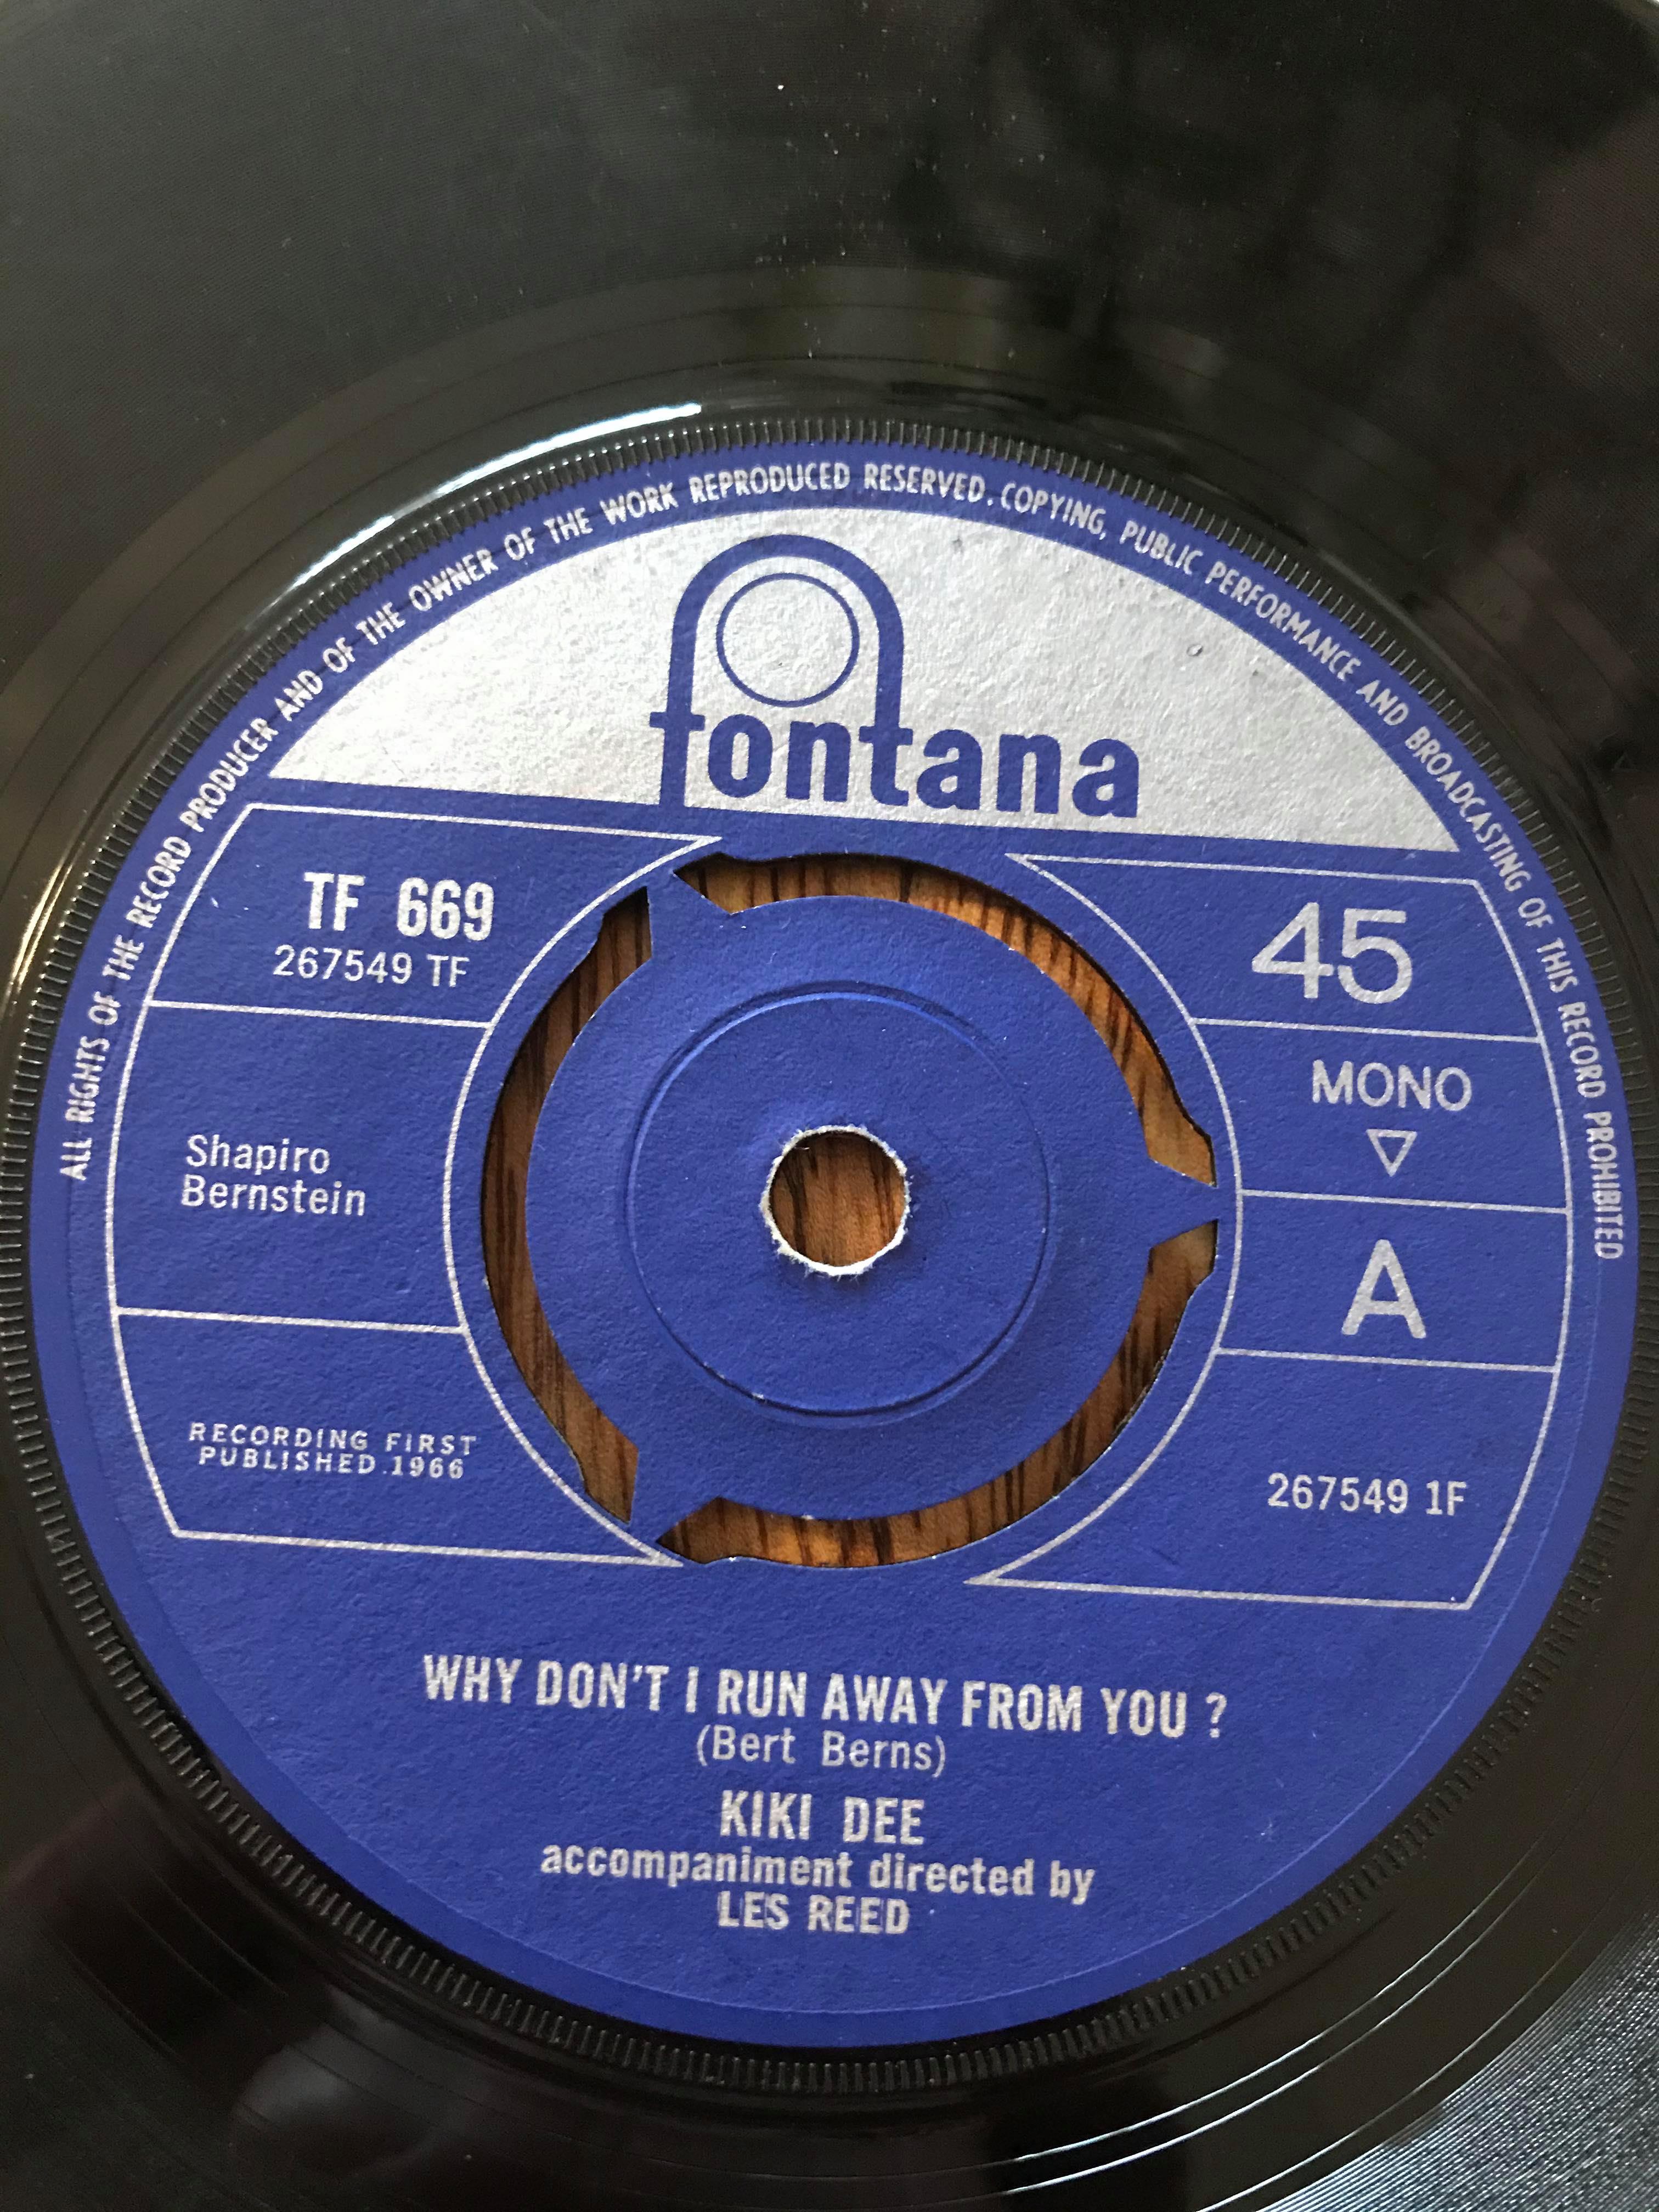 ALL RIGHTS OF THE RECORD PRODUCER AND OF THE OWNER OF THE WORK REPRODUCED RESERVED. COPYING, PUBLIC PERFORMANCE AND BROADCASTING OF THIS RECORD PROHIBITED
fontana
TF 669
267549 TF
45
MONO
A
Shapiro
Bernstein
RECORDING FIRST
PUBLISHED 1966
267549 1F
WHY DON'T I RUN AWAY FROM YOU ?
(Bert Berns)
KIKI DEE
accompaniment directed by
LES REED